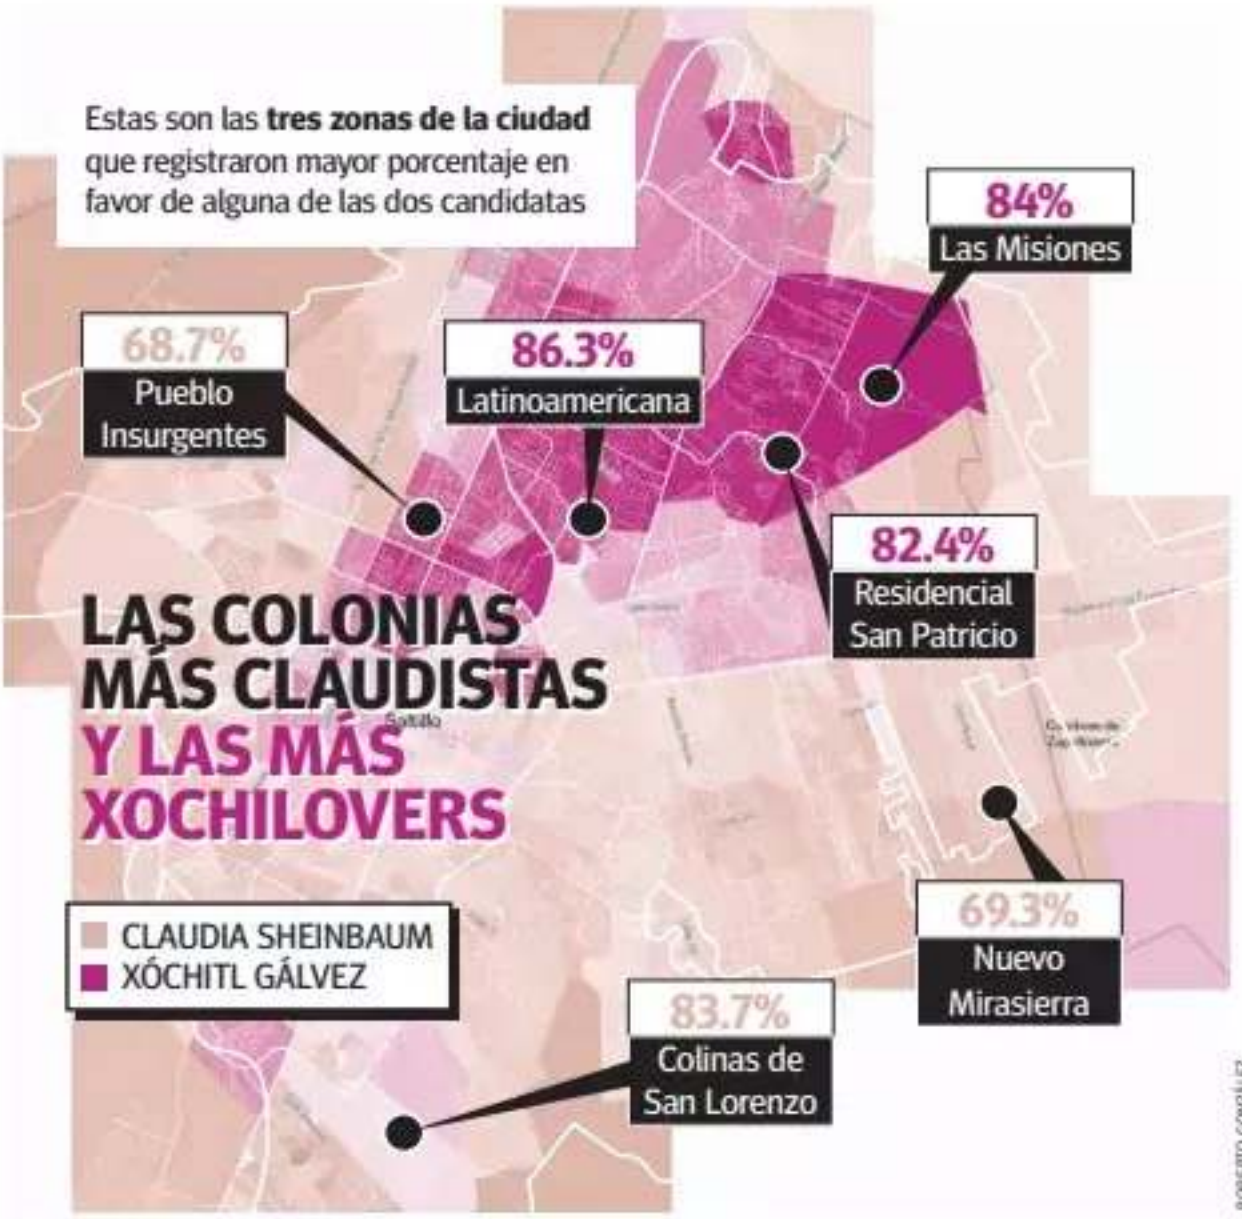 Estas son las tres zonas de la ciudad
que registraron mayor porcentaje en
favor de alguna de las dos candidatas
84%
Las Misiones
68.7%
Pueblo
Insurgentes
86.3%
Latinoamericana
82.4%
Residencial
San Patricio
LAS COLONIAS
MÁS CLAUDISTAS
Y LAS MÁS
XOCHILOVERS
Saltillo
CLAUDIA SHEINBAUM
XÓCHITL GÁLVEZ
69.3%
Nuevo
Mirasierra
83.7%
Colinas de
San Lorenzo